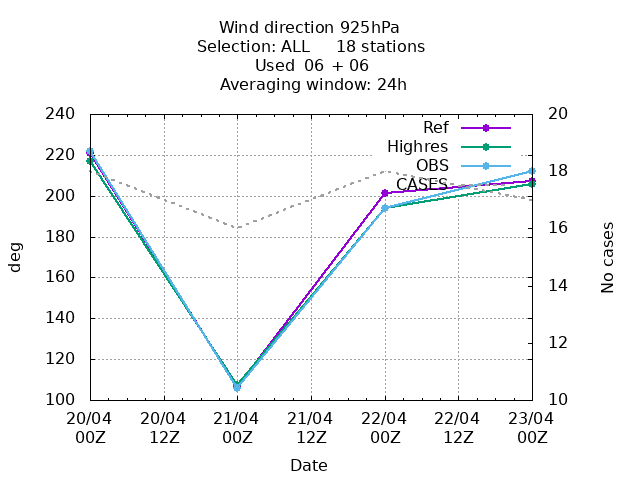 Wind direction 925hPa
Selection: ALL 18 stations
Used 06 + 06
Averaging window: 24h
240
220
200
180
160
140
120
100
deg
20
18
16
14
12
10
No cases
Ref
Highres
OBS
CASES
20/04 20/04 21/04 21/04 22/04 22/04 23/04
00Z 12Z 00Z 12Z 00Z 12Z 00Z
Date